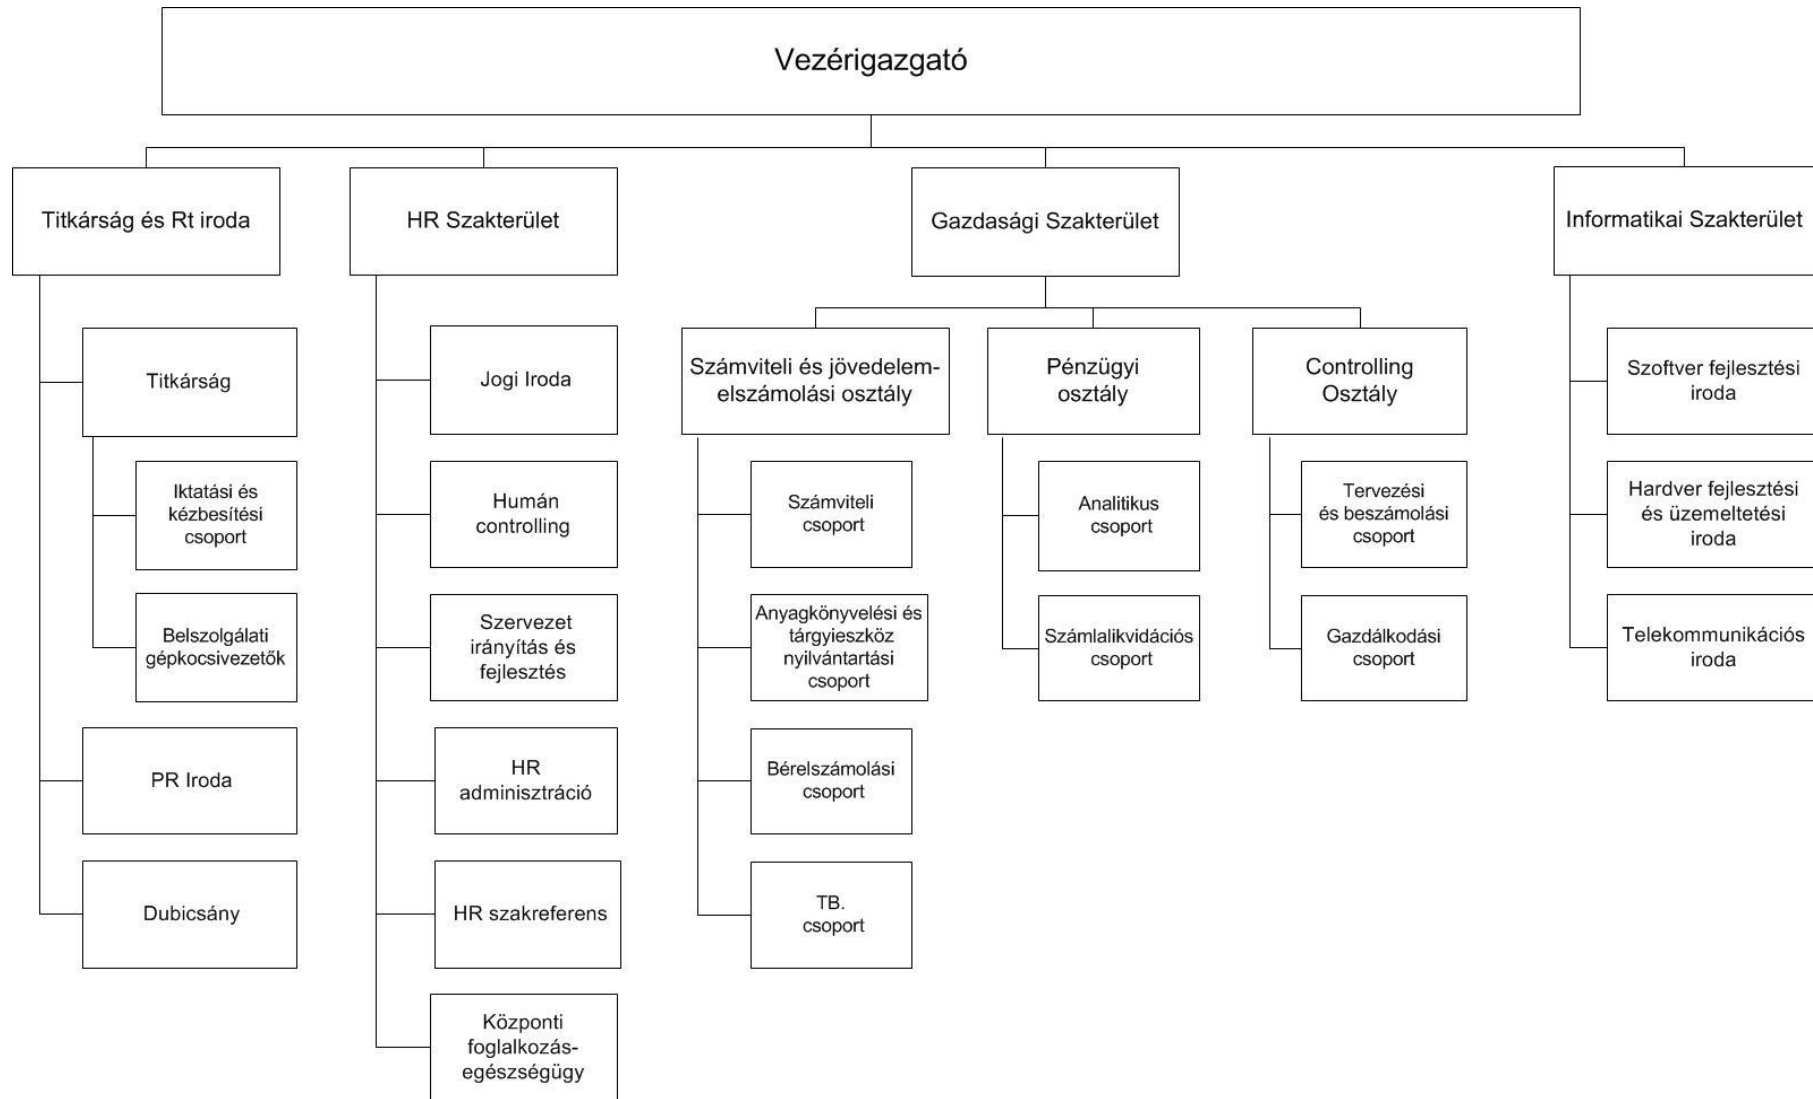 Vezérigazgató
Titkárság és Rt iroda
HR Szakterület
Gazdasági Szakterület
Informatikai Szakterület
Titkárság
Iktatási és
kézbesítési
csoport
Belszolgálati
gépkocsivezetők
PR Iroda
Dubicsány
Jogi Iroda
Humán
controlling
Szervezet
irányítás és
fejlesztés
HR
adminisztráció
HR szakreferens
Központi
foglalkozás-
egészségügy
Számviteli és jövedelem-
elszámolási osztály
Számviteli
csoport
Anyagkönyvelési és
tárgyieszköz
nyilvántartási
csoport
Bérelszámolási
csoport
TB.
csoport
Pénzügyi
osztály
Analitikus
csoport
Számlalikvidációs
csoport
Controlling
Osztály
Tervezési
és beszámolási
csoport
Gazdálkodási
csoport
Szoftver fejlesztési
iroda
Hardver fejlesztési
és üzemeltetési
iroda
Telekommunikációs
iroda